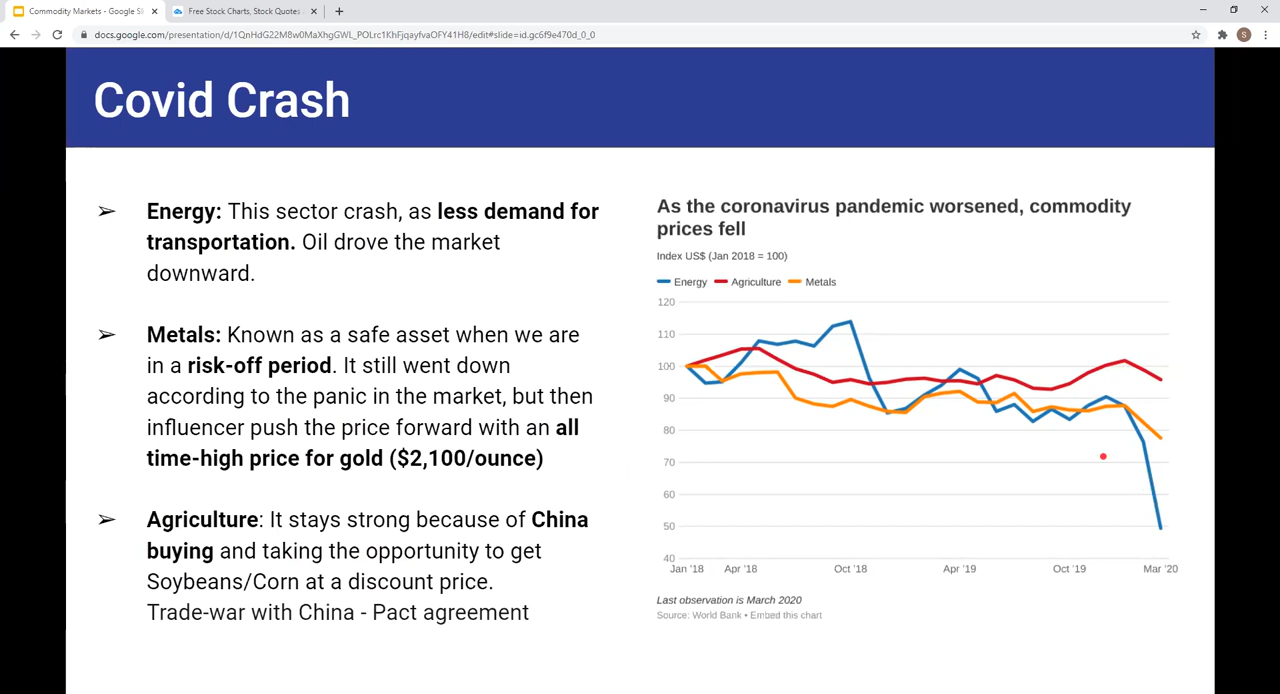 Commodity Markets - Google Sl
Free Stock Charts, Stock Quotes
docs.google.com/presentation/d/1QnHdG22M8w0MaXhgGWL_POLrc1KhFjqayfvaOFY41H8/edit#slide=id.gc6f9e470d_0_0
S
Covid Crash
➢ Energy: This sector crash, as less demand for
transportation. Oil drove the market
downward.
➢ Metals: Known as a safe asset when we are
in a risk-off period. It still went down
according to the panic in the market, but then
influencer push the price forward with an all
time-high price for gold ($2,100/ounce)
➢ Agriculture: It stays strong because of China
buying and taking the opportunity to get
Soybeans/Corn at a discount price.
Trade-war with China - Pact agreement
As the coronavirus pandemic worsened, commodity
prices fell
Index US$ (Jan 2018 = 100)
Energy Agriculture Metals
120
110
100
90
80
70
60
50
40
Jan '18 Apr '18 Oct '18 Apr '19 Oct '19 Mar '20
Last observation is March 2020
Source: World Bank • Embed this chart